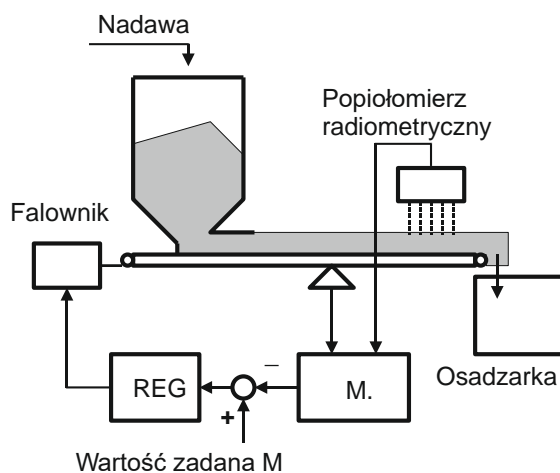 Nadawa
Popiołomierz
radiometryczny
Falownik
REG
–
+
M.
Osadzarka
Wartość zadana M